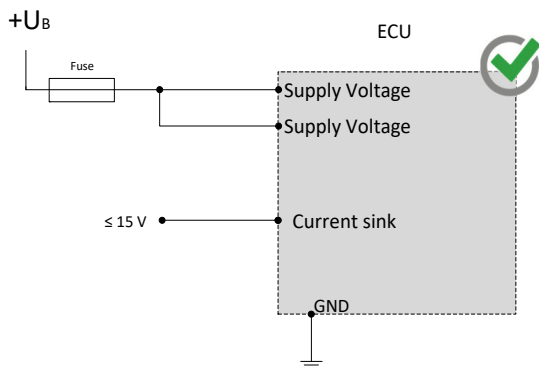 +UB
ECU
Fuse
Supply Voltage
Supply Voltage
≤ 15 V
Current sink
GND